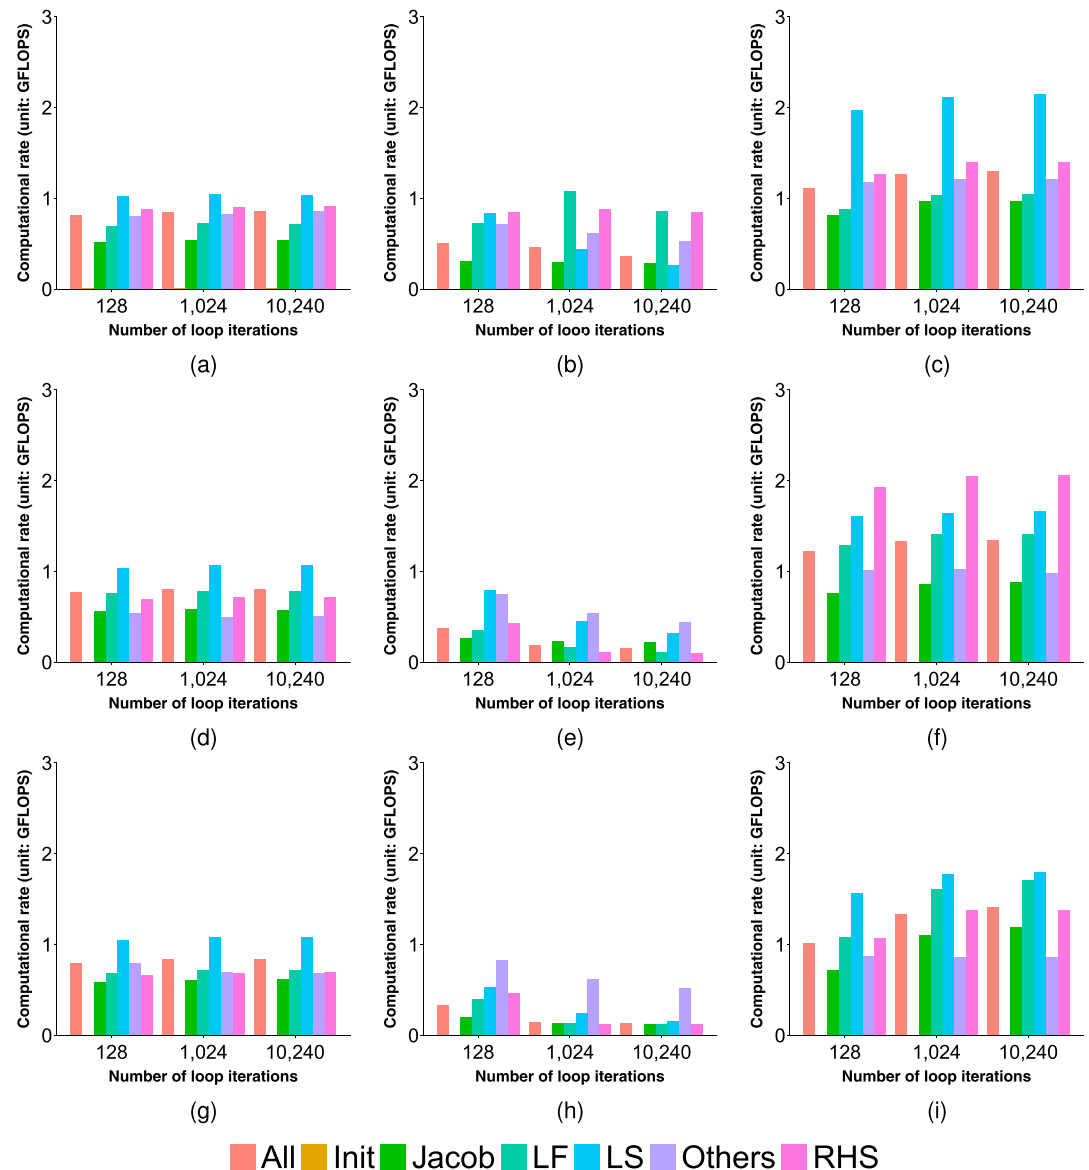 Computational rate (unit: GFLOPS)
3
2
1
0
128 1,024 10,240
Number of loop iterations
(a)
Computational rate (unit: GFLOPS)
3
2
1
0
128 1,024 10,240
Number of loop iterations
(b)
Computational rate (unit: GFLOPS)
3
2
1
0
128 1,024 10,240
Number of loop iterations
(c)
Computational rate (unit: GFLOPS)
3
2
1
0
128 1,024 10,240
Number of loop iterations
(d)
Computational rate (unit: GFLOPS)
3
2
1
0
128 1,024 10,240
Number of loop iterations
(e)
Computational rate (unit: GFLOPS)
3
2
1
0
128 1,024 10,240
Number of loop iterations
(f)
Computational rate (unit: GFLOPS)
3
2
1
0
128 1,024 10,240
Number of loop iterations
(g)
Computational rate (unit: GFLOPS)
3
2
1
0
128 1,024 10,240
Number of loop iterations
(h)
Computational rate (unit: GFLOPS)
3
2
1
0
128 1,024 10,240
Number of loop iterations
(i)
All Init Jacob LF LS Others RHS